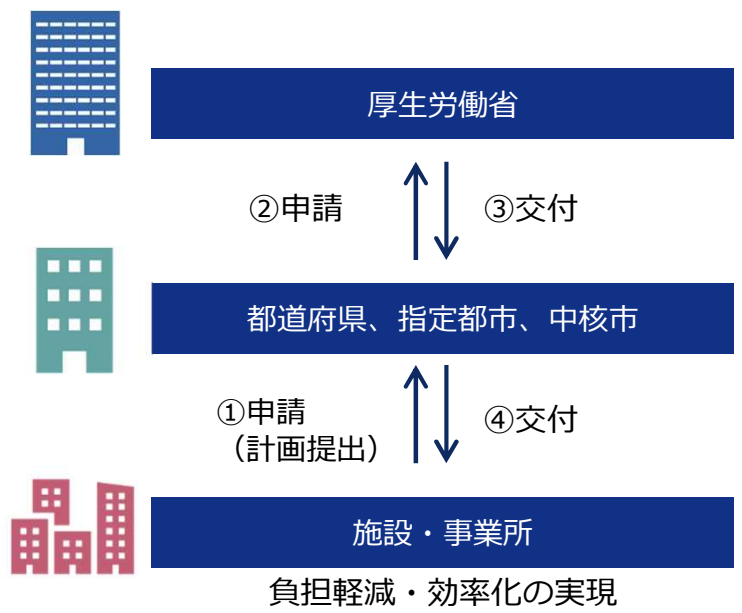 厚生労働省
②申請
③交付
都道府県、指定都市、中核市
①申請
（計画提出）
④交付
施設・事業所
負担軽減・効率化の実現